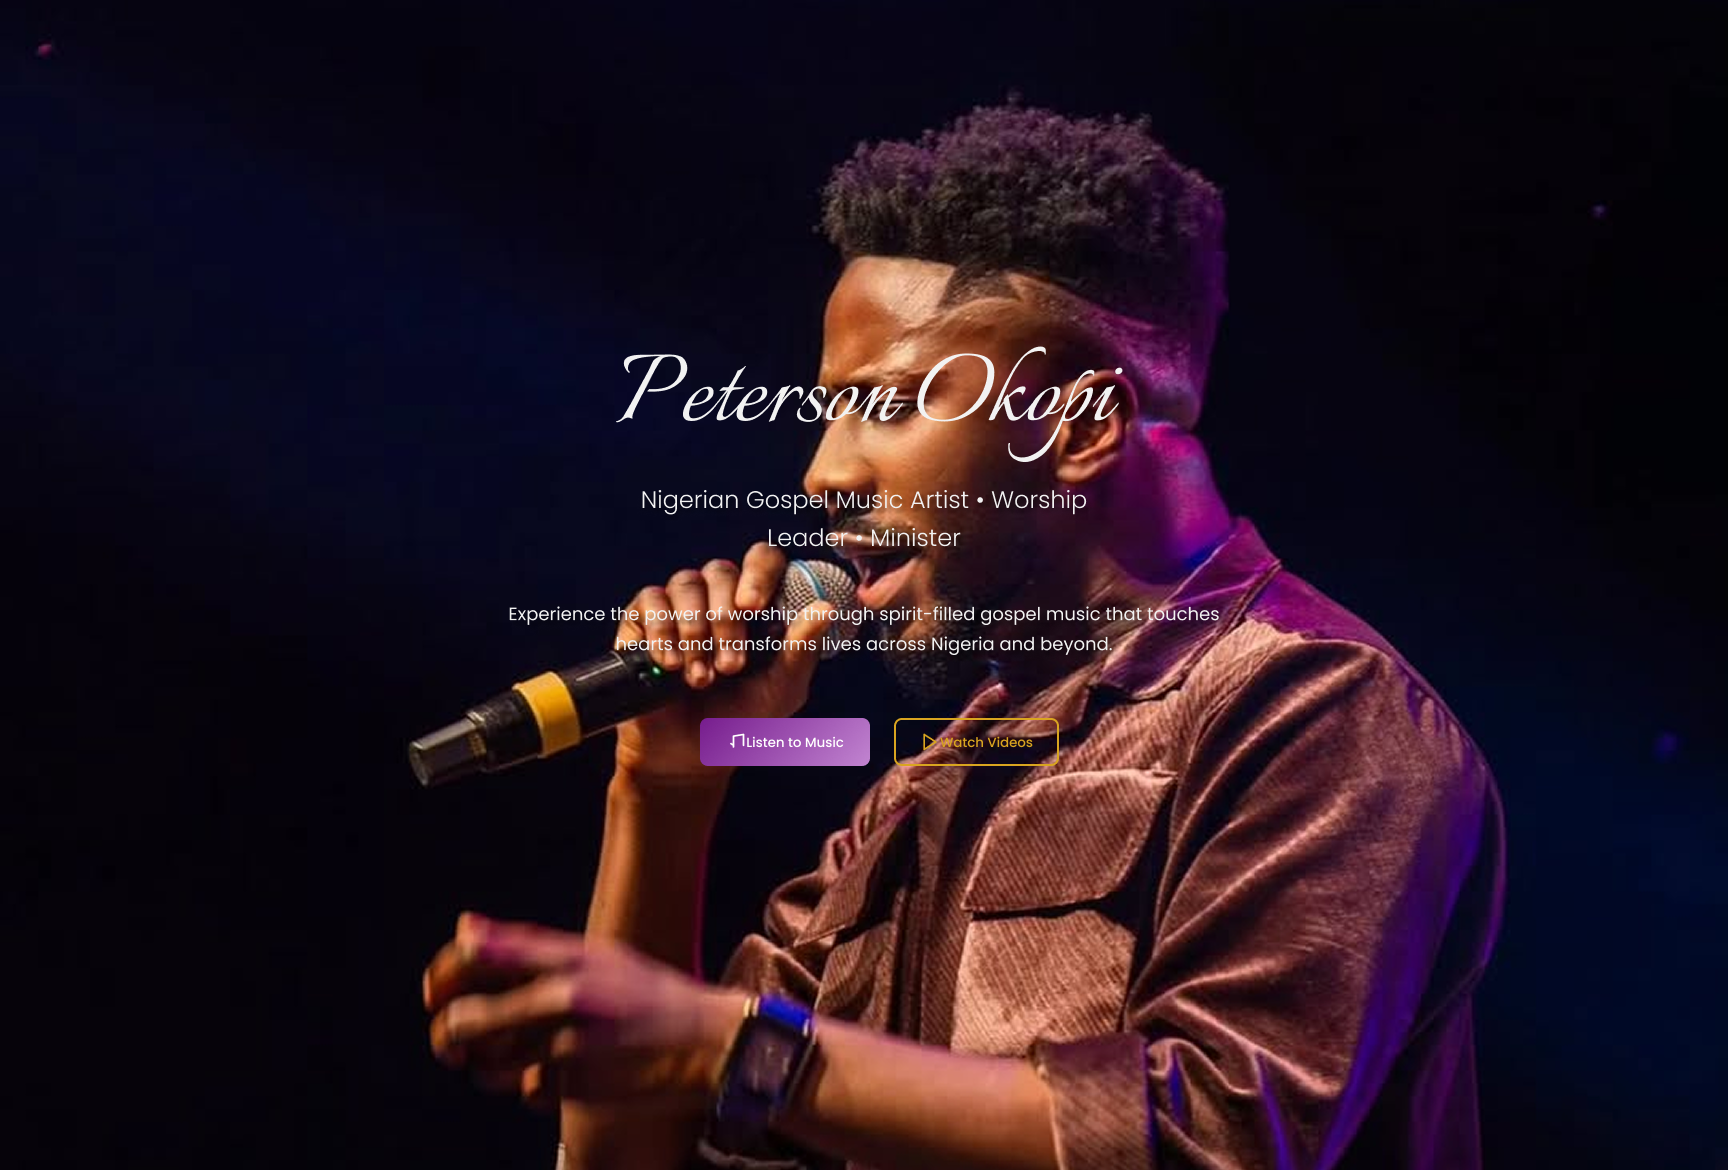 Peterson Okopi
Nigerian Gospel Music Artist • Worship
Leader • Minister
Experience the power of worship through spirit-filled gospel music that touches
hearts and transforms lives across Nigeria and beyond.
Listen to Music
Watch Videos